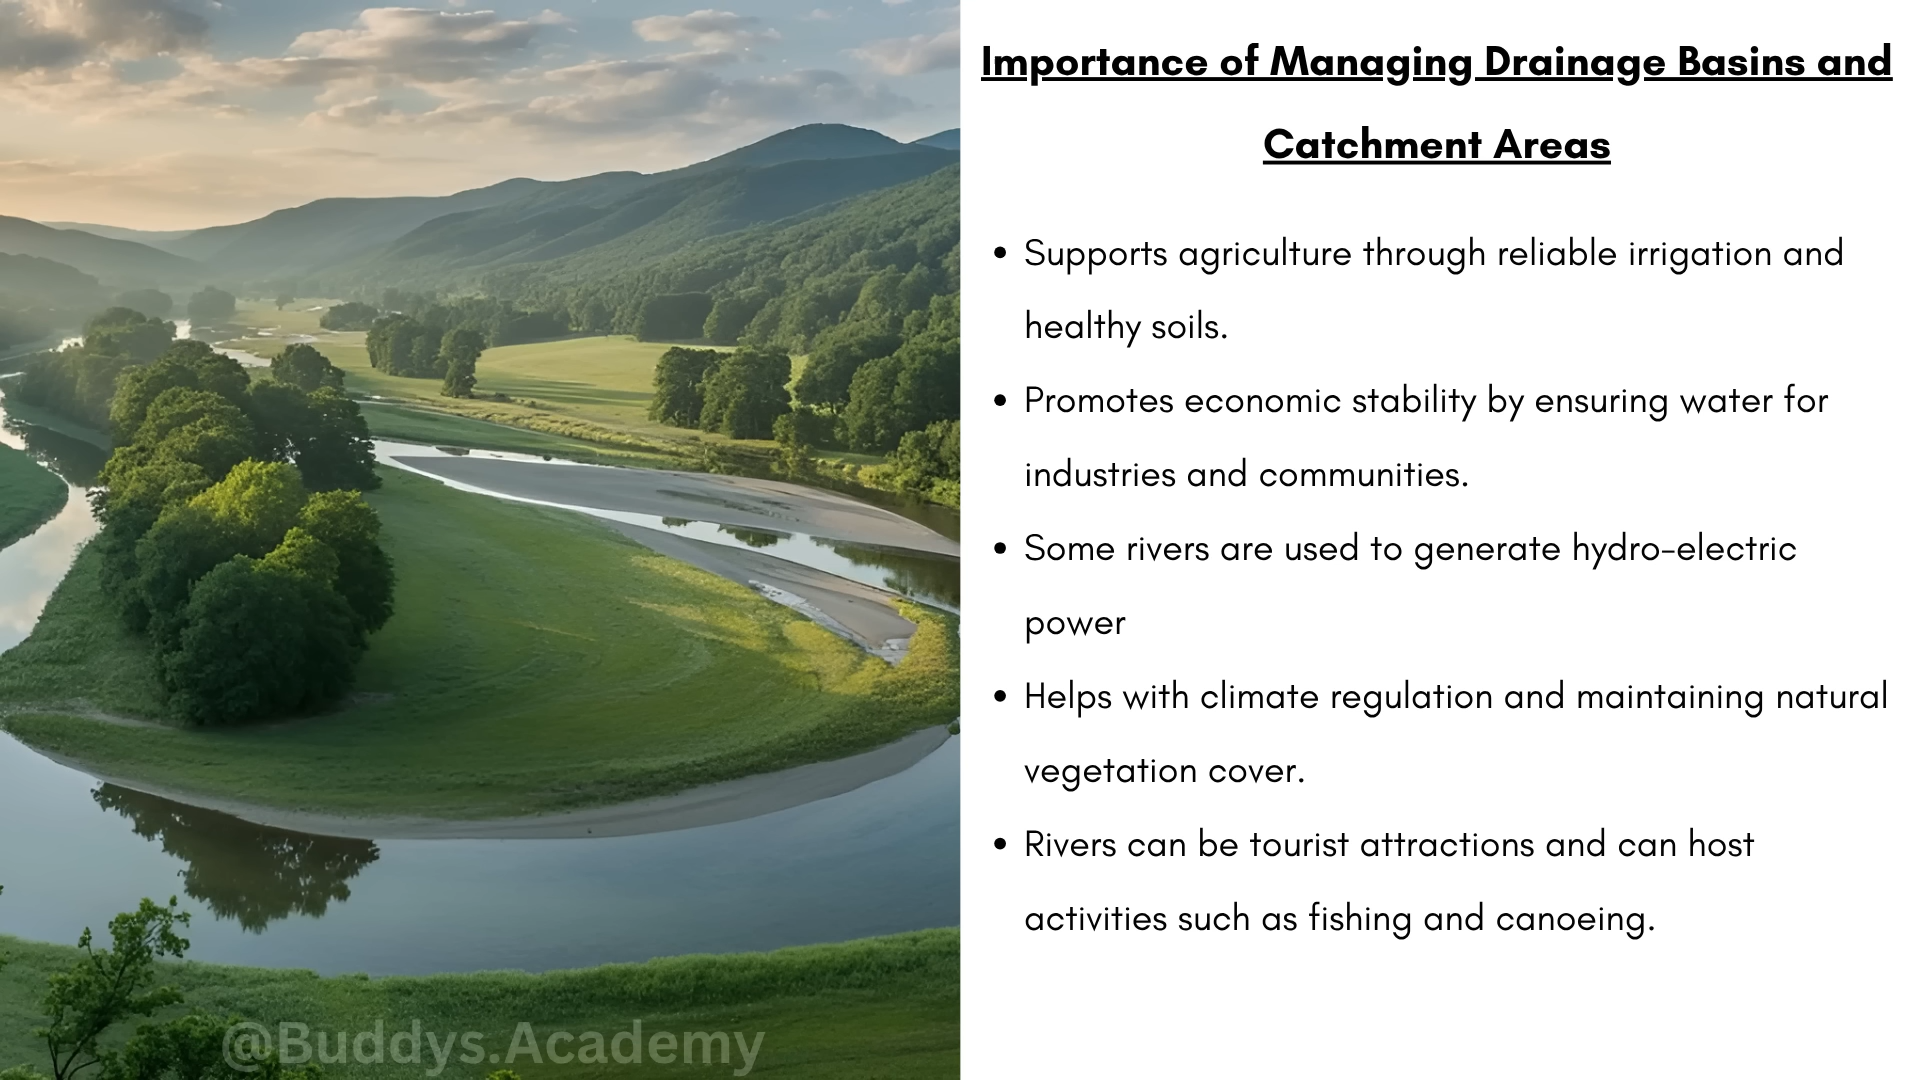 Importance of Managing Drainage Basins and
Catchment Areas
• Supports agriculture through reliable irrigation and
healthy soils.
• Promotes economic stability by ensuring water for
industries and communities.
• Some rivers are used to generate hydro-electric
power
• Helps with climate regulation and maintaining natural
vegetation cover.
• Rivers can be tourist attractions and can host
activities such as fishing and canoeing.
@Buddys.Academy